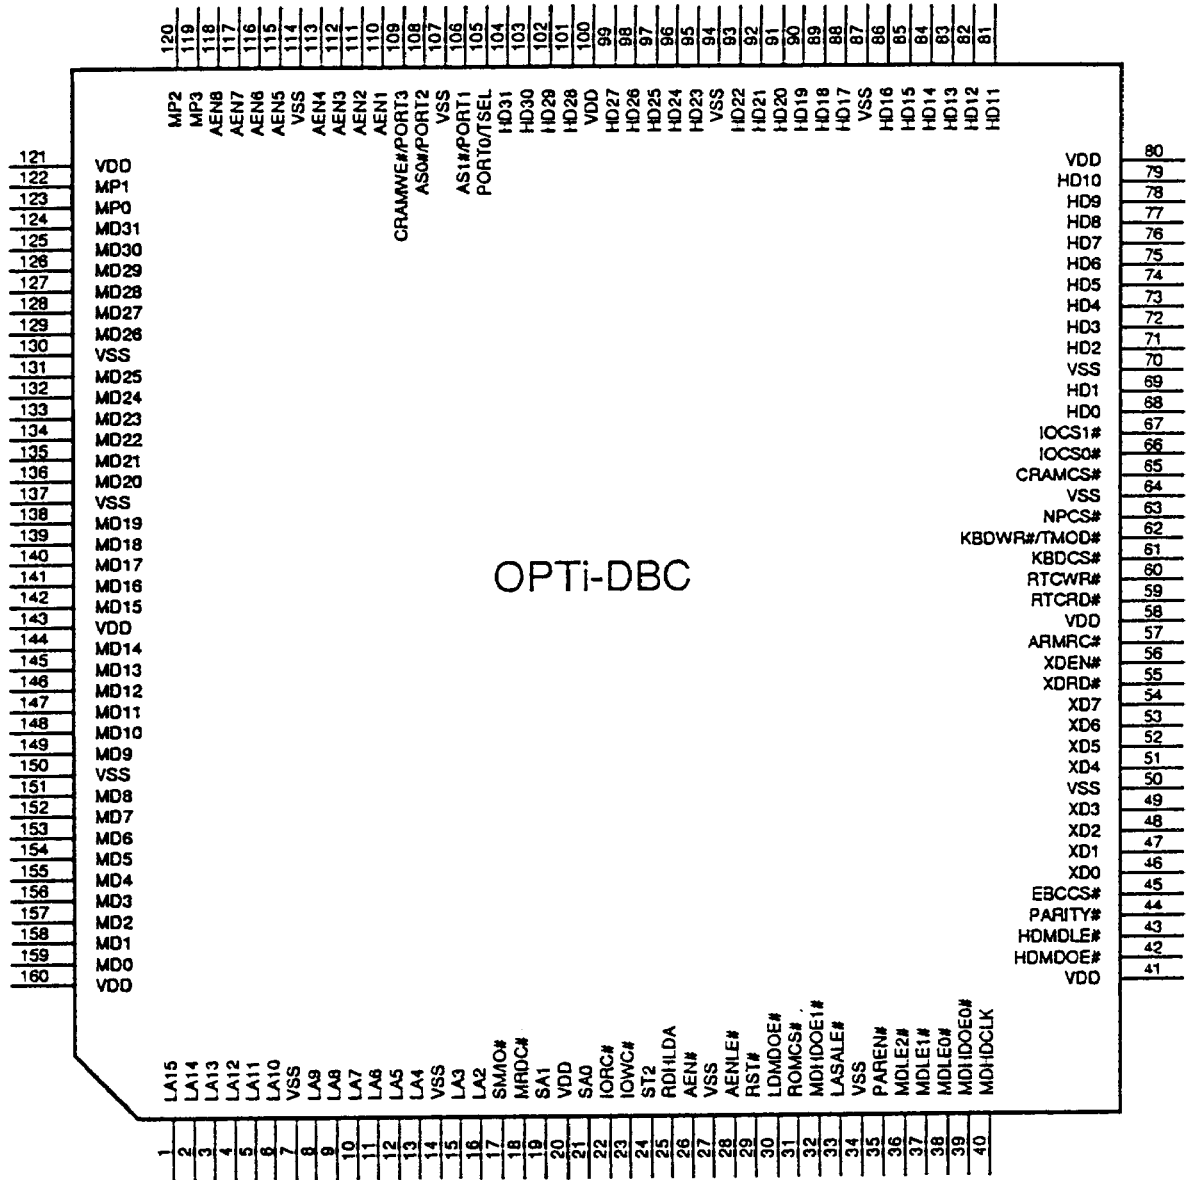 120 119 118 117 116 115 114 113 112 111 110 109 108 107 106 105 104 103 102 101 100 99 98 97 96 95 94 93 92 91 90 89 88 87 86 85 84 83 82 81
MP2 MP3 AEN8 AEN7 AEN6 AEN5 VSS AEN4 AEN3 AEN2 AEN1 CRAMWE#/PORT3 AS0#/PORT2 VSS AS1#/PORT1 PORT0/TSEL HD31 HD30 HD29 HD28 VDD HD27 HD26 HD25 HD24 HD23 VSS HD22 HD21 HD20 HD19 HD18 HD17 VSS HD16 HD15 HD14 HD13 HD12 HD11
121 VDD
122 MP1
123 MP0
124 MD31
125 MD30
126 MD29
127 MD28
128 MD27
129 MD26
130 VSS
131 MD25
132 MD24
133 MD23
134 MD22
135 MD21
136 MD20
137 VSS
138 MD19
139 MD18
140 MD17
141 MD16
142 MD15
143 VDD
144 MD14
145 MD13
146 MD12
147 MD11
148 MD10
149 MD9
150 VSS
151 MD8
152 MD7
153 MD6
154 MD5
155 MD4
156 MD3
157 MD2
158 MD1
159 MD0
160 VDD
OPTi-DBC
VDD 80
HD10 79
HD9 78
HD8 77
HD7 76
HD6 75
HD5 74
HD4 73
HD3 72
HD2 71
VSS 70
HD1 69
HD0 68
IOCS1# 67
IOCS0# 66
CRAMCS# 65
VSS 64
NPCS# 63
KBDWR#/TMOD# 62
KBDCS# 61
RTCWR# 60
RTCRD# 59
VDD 58
ARMRC# 57
XDEN# 56
XDRD# 55
XD7 54
XD6 53
XD5 52
XD4 51
VSS 50
XD3 49
XD2 48
XD1 47
XD0 46
EBCCS# 45
PARITY# 44
HDMDLE# 43
HDMDOE# 42
VDD 41
LA15 LA14 LA13 LA12 LA11 LA10 VSS LA9 LA8 LA7 LA6 LA5 LA4 VSS LA3 LA2 SM/IO# MRDC# SA1 VDD SA0 IORC# IOWC# ST2 RDHLDA AEN# VSS AENLE# RST# LDMDOE# ROMCS# MDHDOE1# LASALE# VSS PAREN# MDLE2# MDLE1# MDLE0# MDHDOE0# MDHDCLK
1 2 3 4 5 6 7 8 9 10 11 12 13 14 15 16 17 18 19 20 21 22 23 24 25 26 27 28 29 30 31 32 33 34 35 36 37 38 39 40